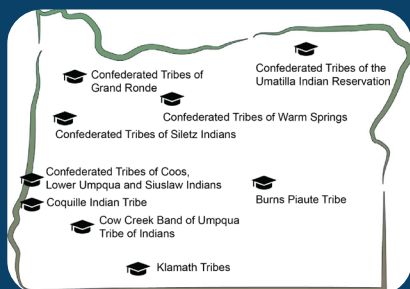 Confederated Tribes of the
Umatilla Indian Reservation
Confederated Tribes of
Grand Ronde
Confederated Tribes of Warm Springs
Confederated Tribes of Siletz Indians
Confederated Tribes of Coos,
Lower Umpqua and Siuslaw Indians
Burns Piaute Tribe
Coquille Indian Tribe
Cow Creek Band of Umpqua
Tribe of Indians
Klamath Tribes